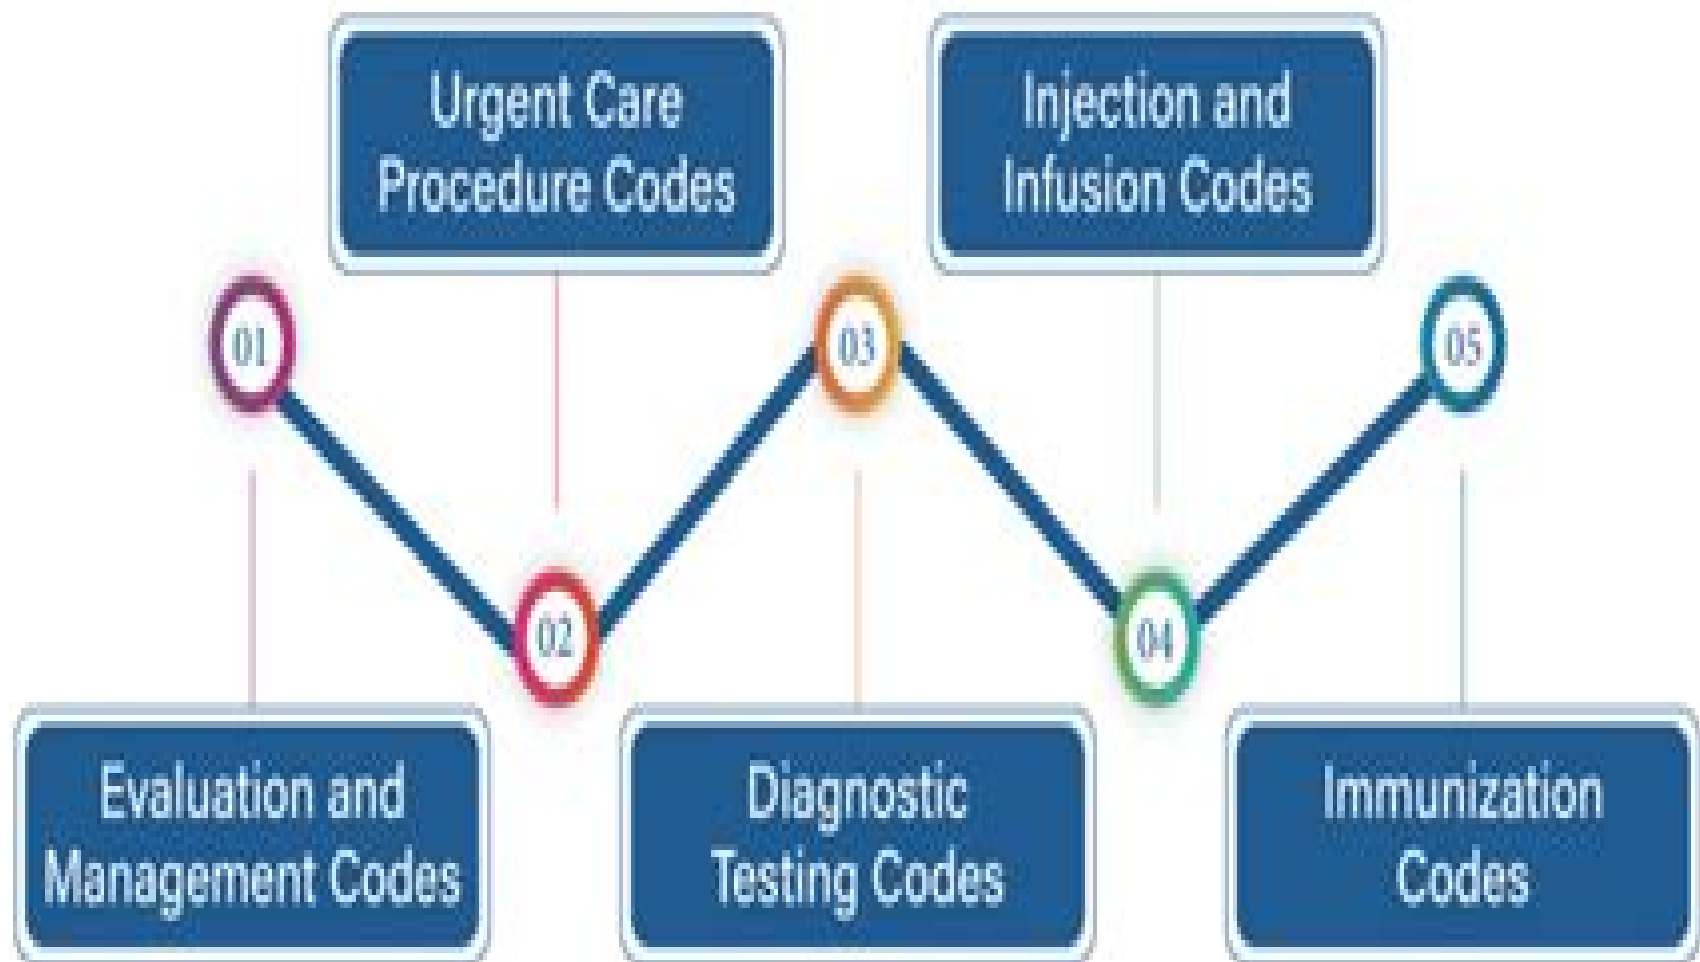 01
Evaluation and
Management Codes
02
Urgent Care
Procedure Codes
03
Diagnostic
Testing Codes
04
Injection and
Infusion Codes
05
Immunization
Codes